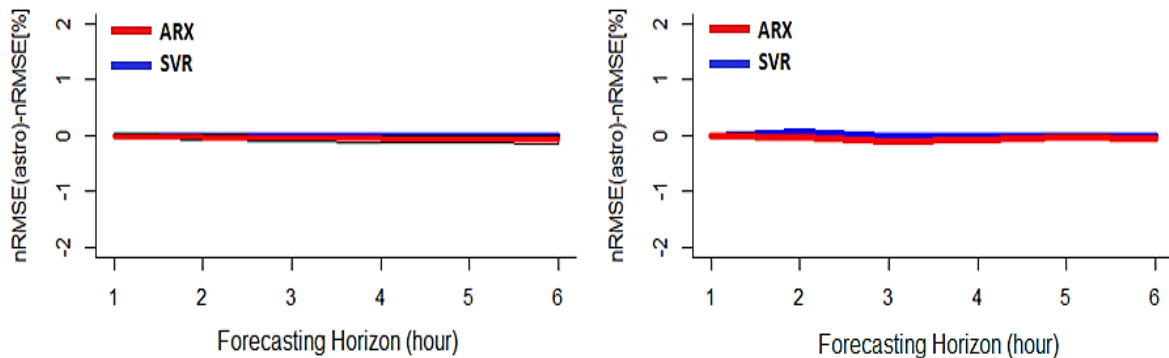 nRMSE(astro)-nRMSE[%]
2
1
0
-1
-2
ARX
SVR
1 2 3 4 5 6
Forecasting Horizon (hour)
nRMSE(astro)-nRMSE[%]
2
1
0
-1
-2
ARX
SVR
1 2 3 4 5 6
Forecasting Horizon (hour)